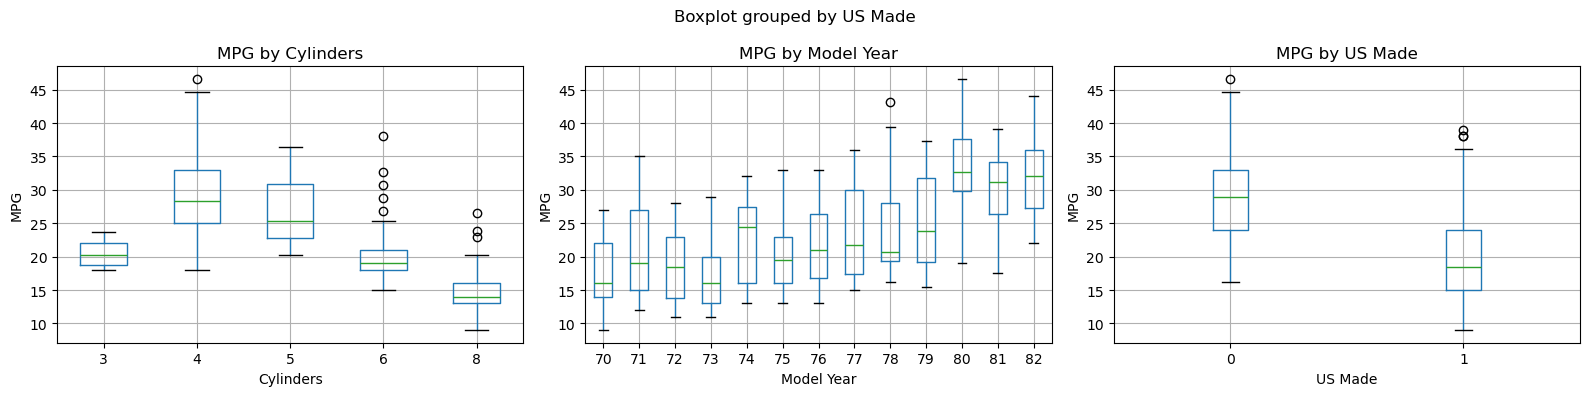 Boxplot grouped by US Made
MPG by Cylinders
45
40
35
30
25
20
15
10
MPG
3 4 5 6 8
Cylinders
MPG by Model Year
45
40
35
30
25
20
15
10
MPG
70 71 72 73 74 75 76 77 78 79 80 81 82
Model Year
MPG by US Made
45
40
35
30
25
20
15
10
MPG
0 1
US Made